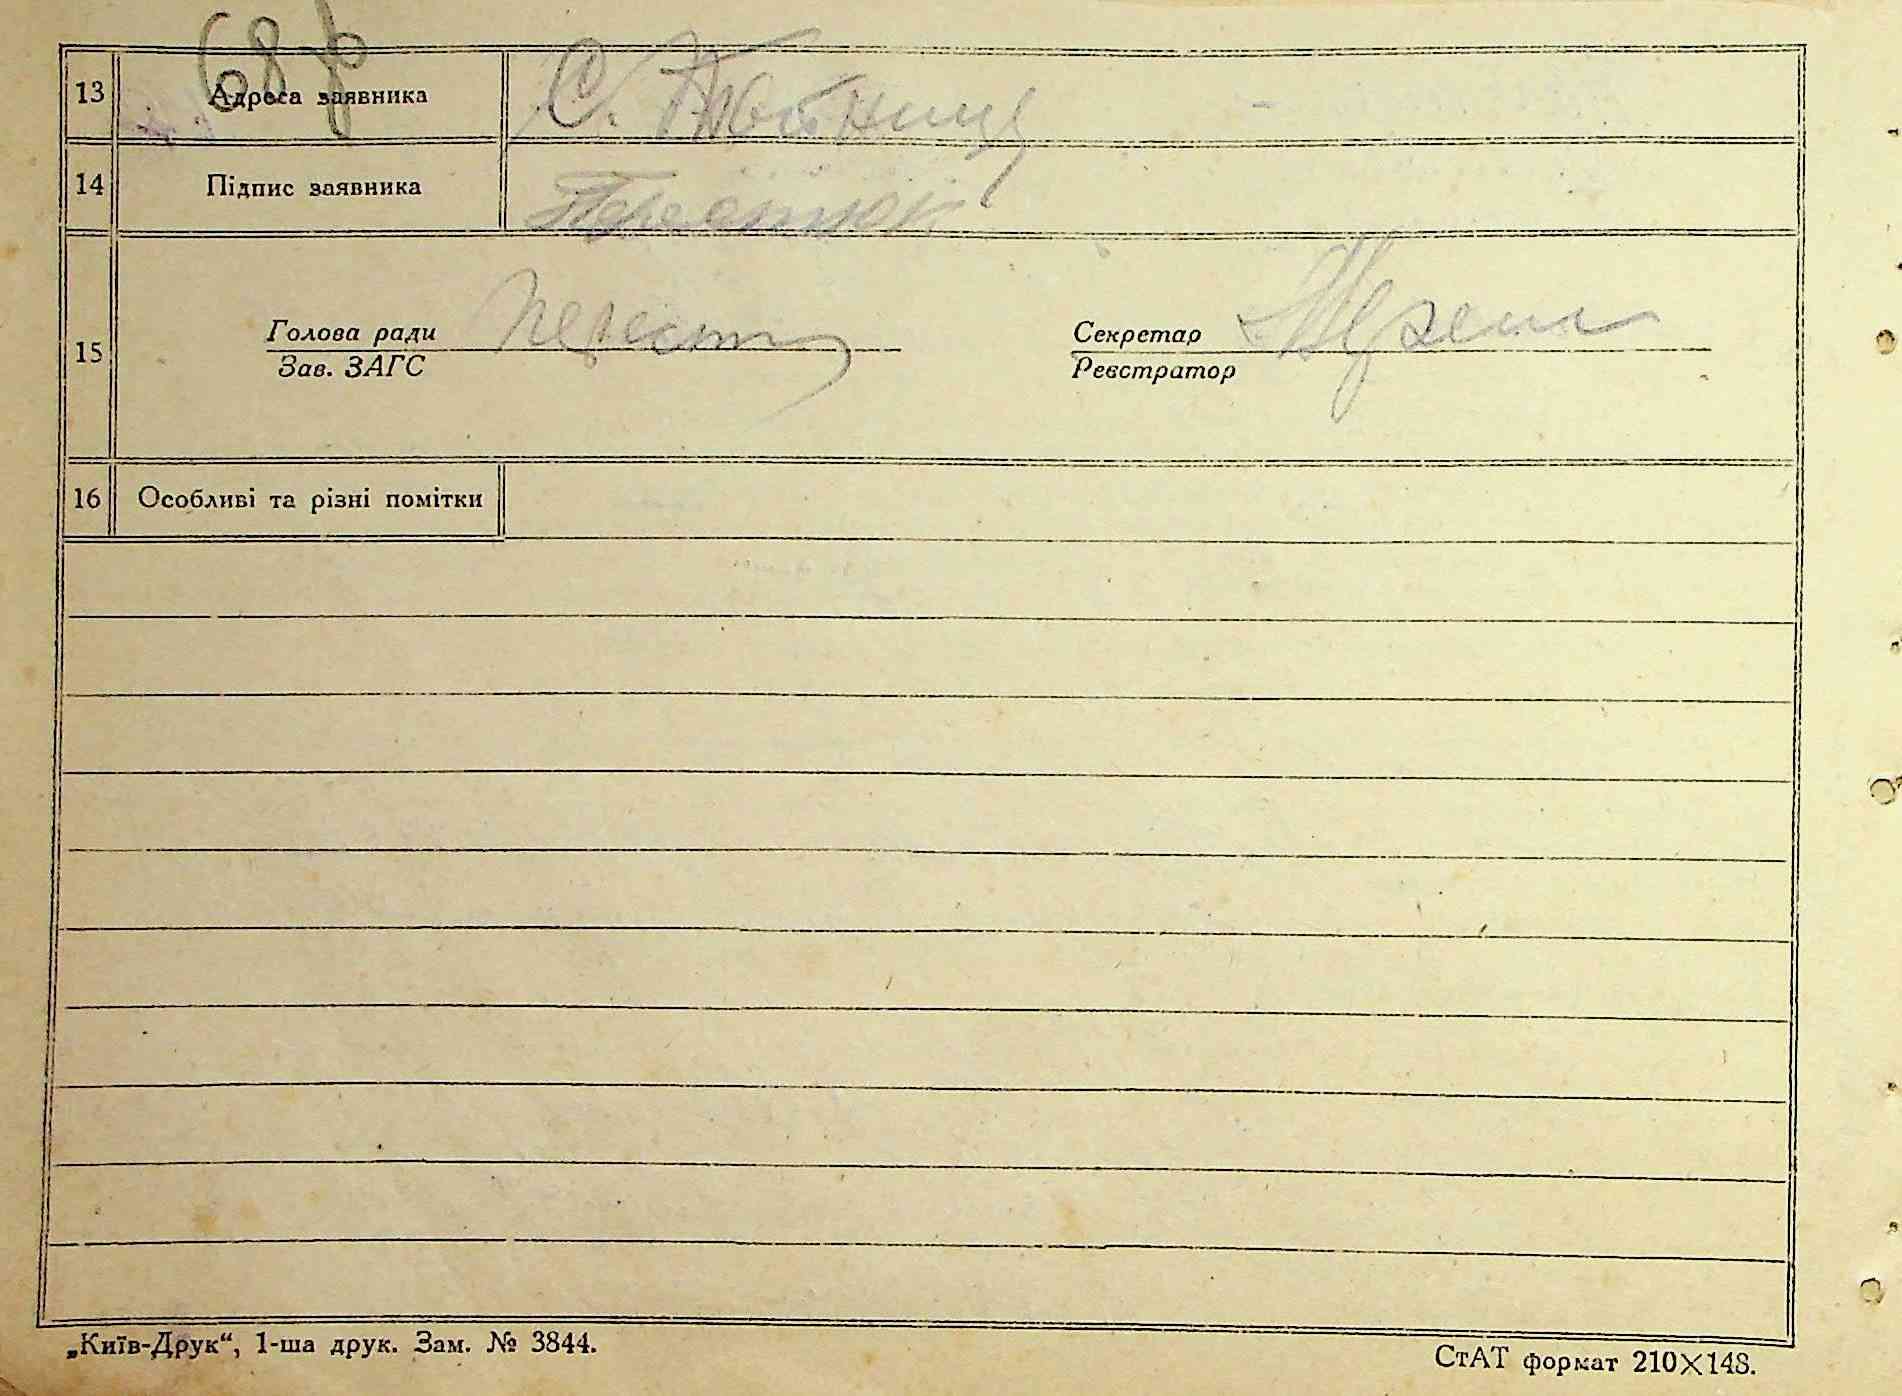 68
13 Адреса заявника С.
14 Підпис заявника
Голова ради Секретар
15
Зав. ЗАГС Реєстратор
16 Особливі та різні помітки
„Київ-Друк“, 1-ша друк. Зам. № 3844. СтАТ формат 210×148.